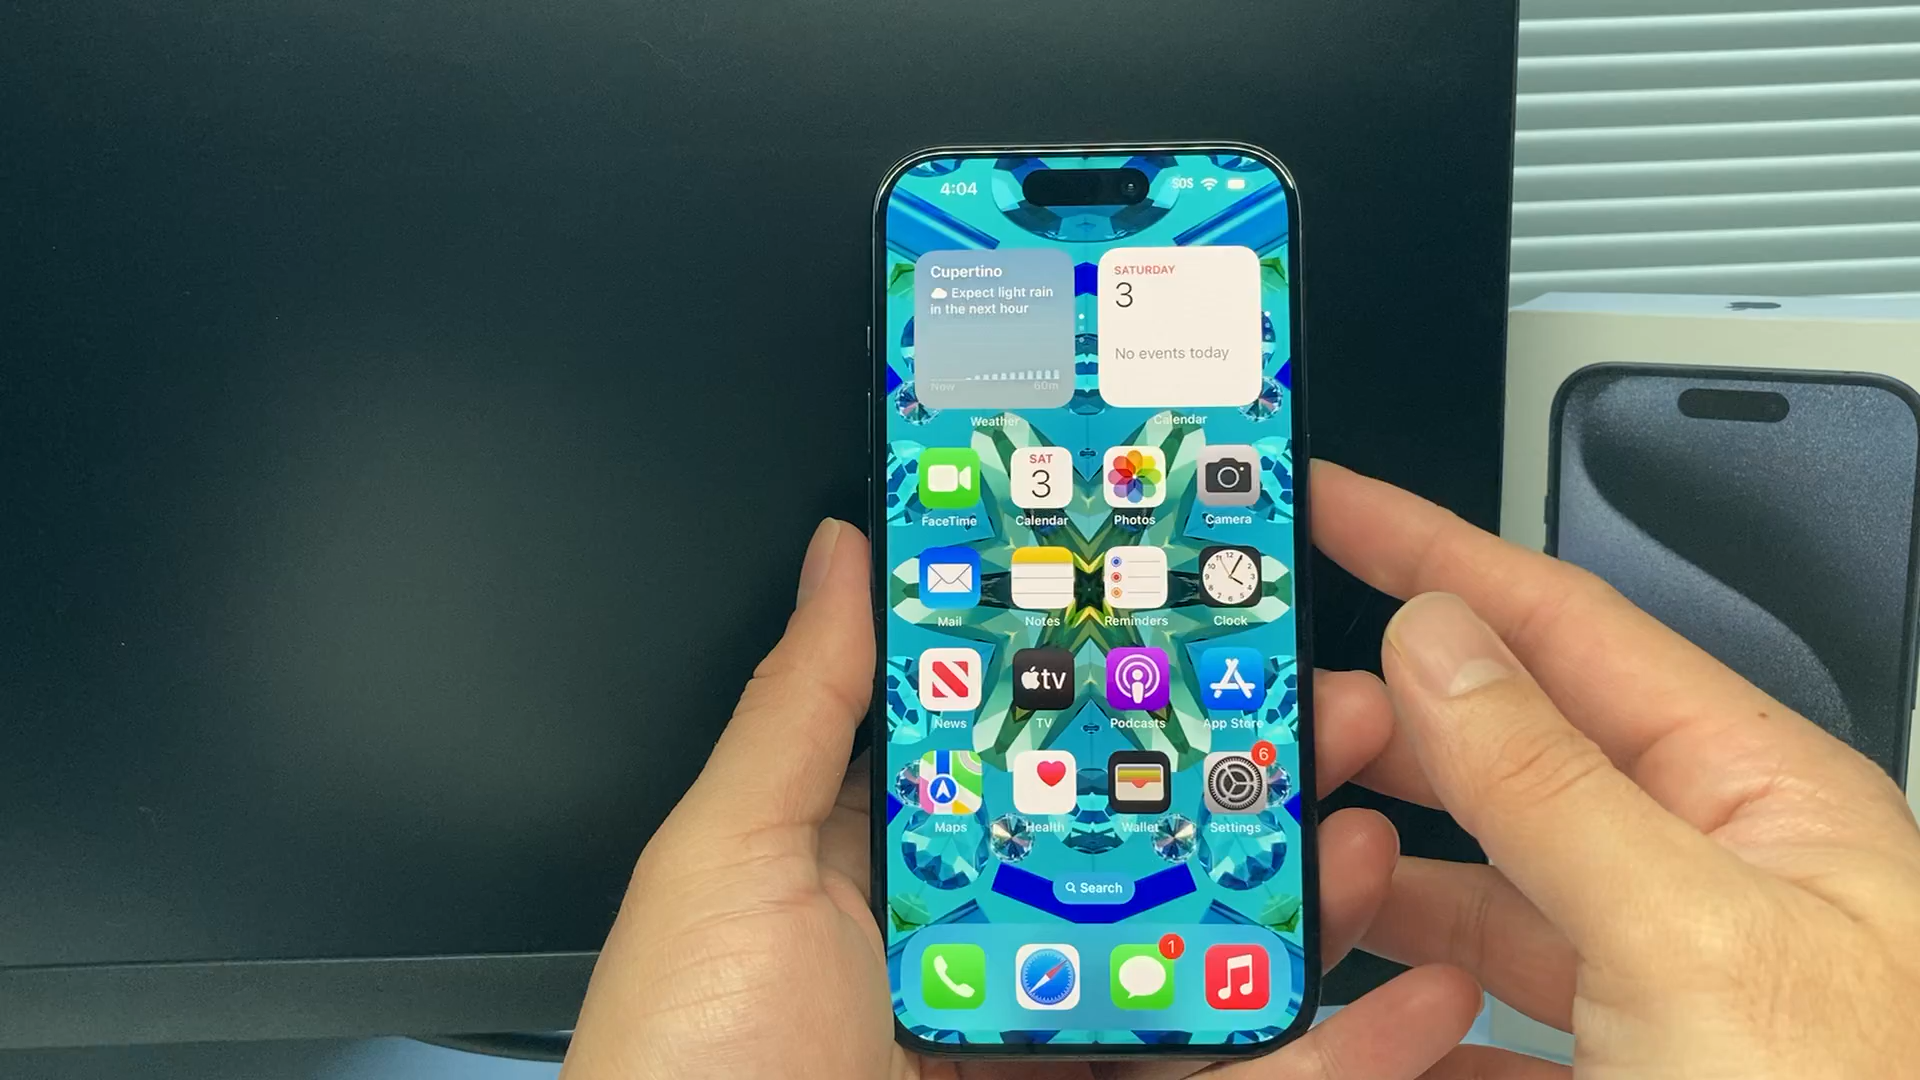 4:04
SOS
Cupertino
Expect light rain
in the next hour
Now
60m
Weather
SATURDAY
3
No events today
Calendar
FaceTime
SAT
3
Calendar
Photos
Camera
Mail
Notes
Reminders
Clock
News
tv
TV
Podcasts
App Store
Maps
Health
Wallet
6
Settings
Search
1